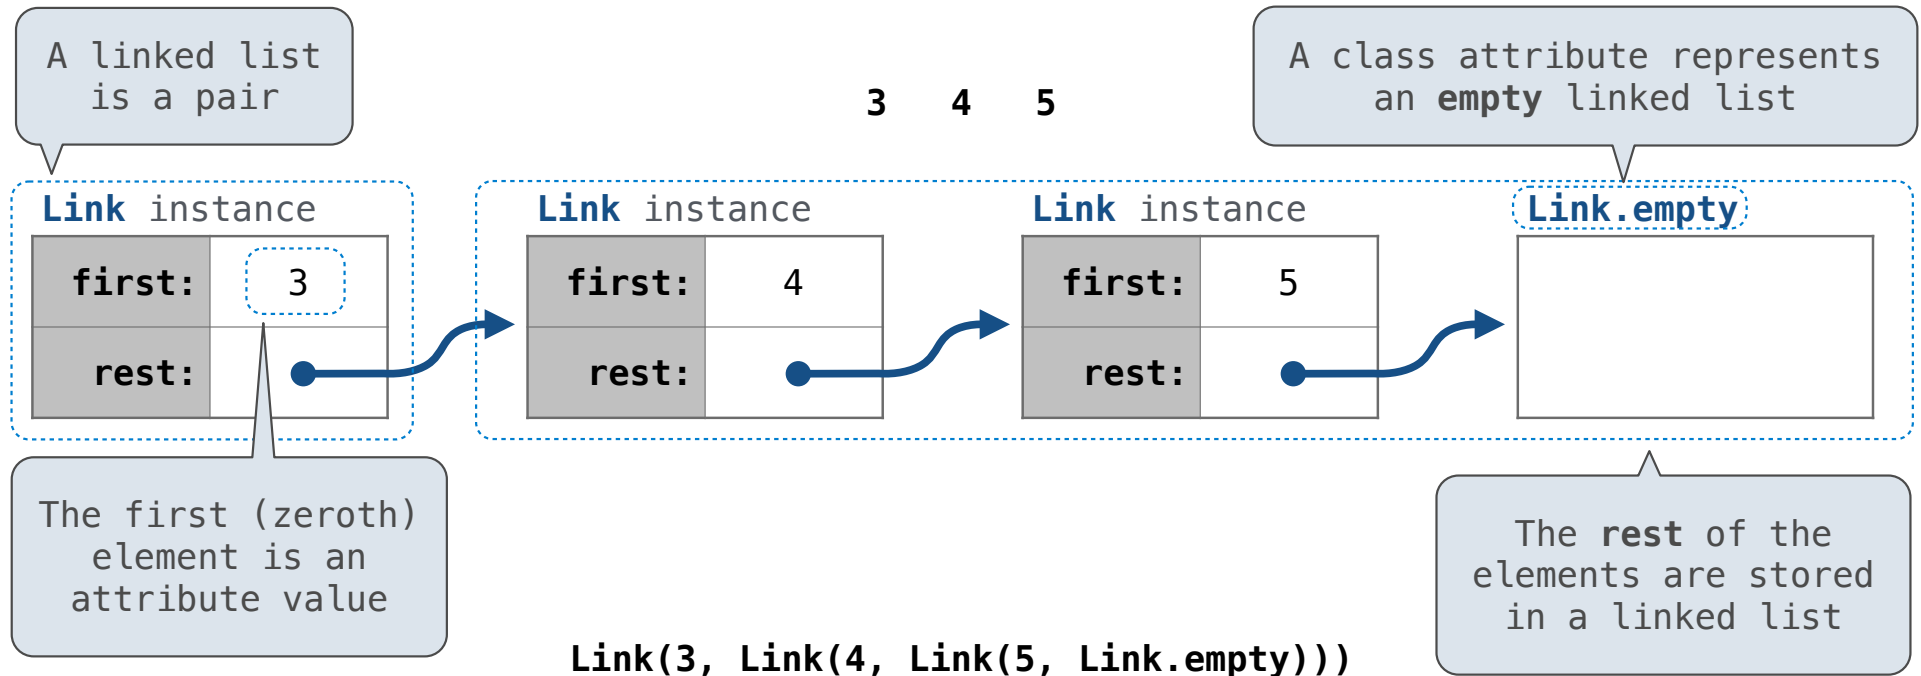 A linked list
is a pair
3 4 5
A class attribute represents
an empty linked list
Link instance
first: 3
rest:
Link instance
first: 4
rest:
Link instance
first: 5
rest:
Link.empty
The first (zeroth)
element is an
attribute value
The rest of the
elements are stored
in a linked list
Link(3, Link(4, Link(5, Link.empty)))